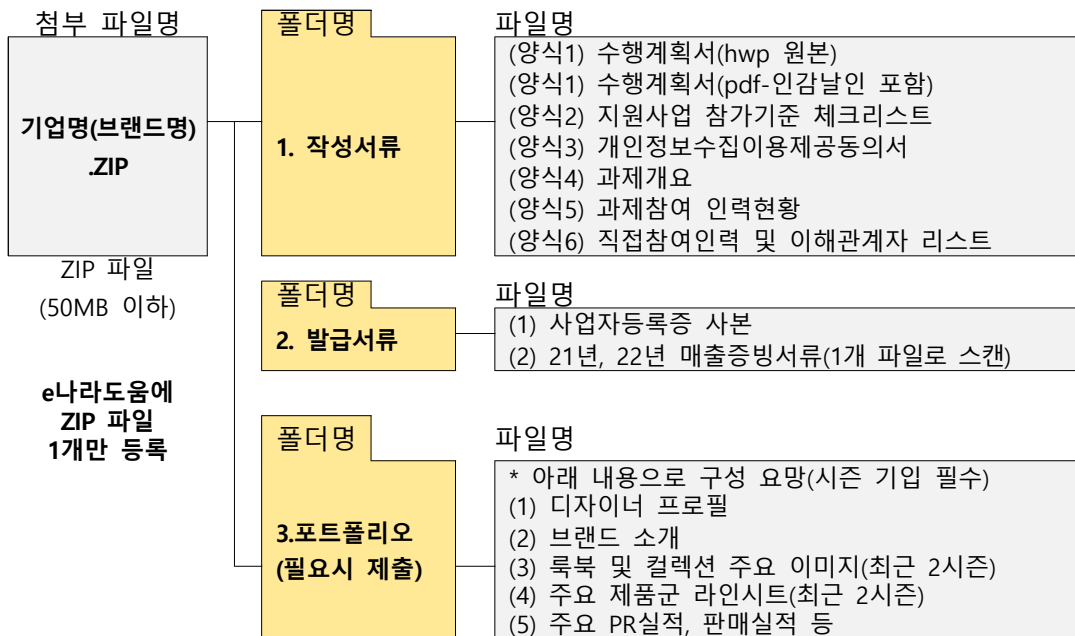 첨부 파일명
기업명(브랜드명)
.ZIP
ZIP 파일
(50MB 이하)
e나라도움에
ZIP 파일
1개만 등록
폴더명
1. 작성서류
파일명
(양식1) 수행계획서(hwp 원본)
(양식1) 수행계획서(pdf-인감날인 포함)
(양식2) 지원사업 참가기준 체크리스트
(양식3) 개인정보수집이용제공동의서
(양식4) 과제개요
(양식5) 과제참여 인력현황
(양식6) 직접참여인력 및 이해관계자 리스트
폴더명
2. 발급서류
파일명
(1) 사업자등록증 사본
(2) 21년, 22년 매출증빙서류(1개 파일로 스캔)
폴더명
3.포트폴리오
(필요시 제출)
파일명
* 아래 내용으로 구성 요망(시즌 기입 필수)
(1) 디자이너 프로필
(2) 브랜드 소개
(3) 룩북 및 컬렉션 주요 이미지(최근 2시즌)
(4) 주요 제품군 라인시트(최근 2시즌)
(5) 주요 PR실적, 판매실적 등